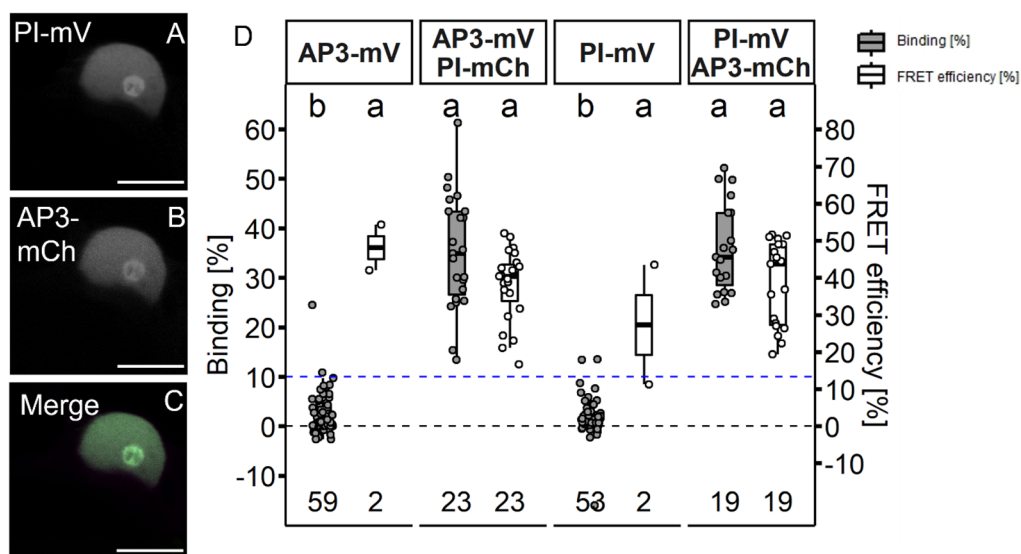 PI-mV A
AP3-
mCh B
Merge C
D
AP3-mV
AP3-mV
PI-mCh
PI-mV
PI-mV
AP3-mCh
Binding [%]
FRET efficiency [%]
b a a a b a a a
60
50
40
30
20
10
0
-10
Binding [%]
80
70
60
50
40
30
20
10
0
-10
FRET efficiency [%]
59 2 23 23 53 2 19 19